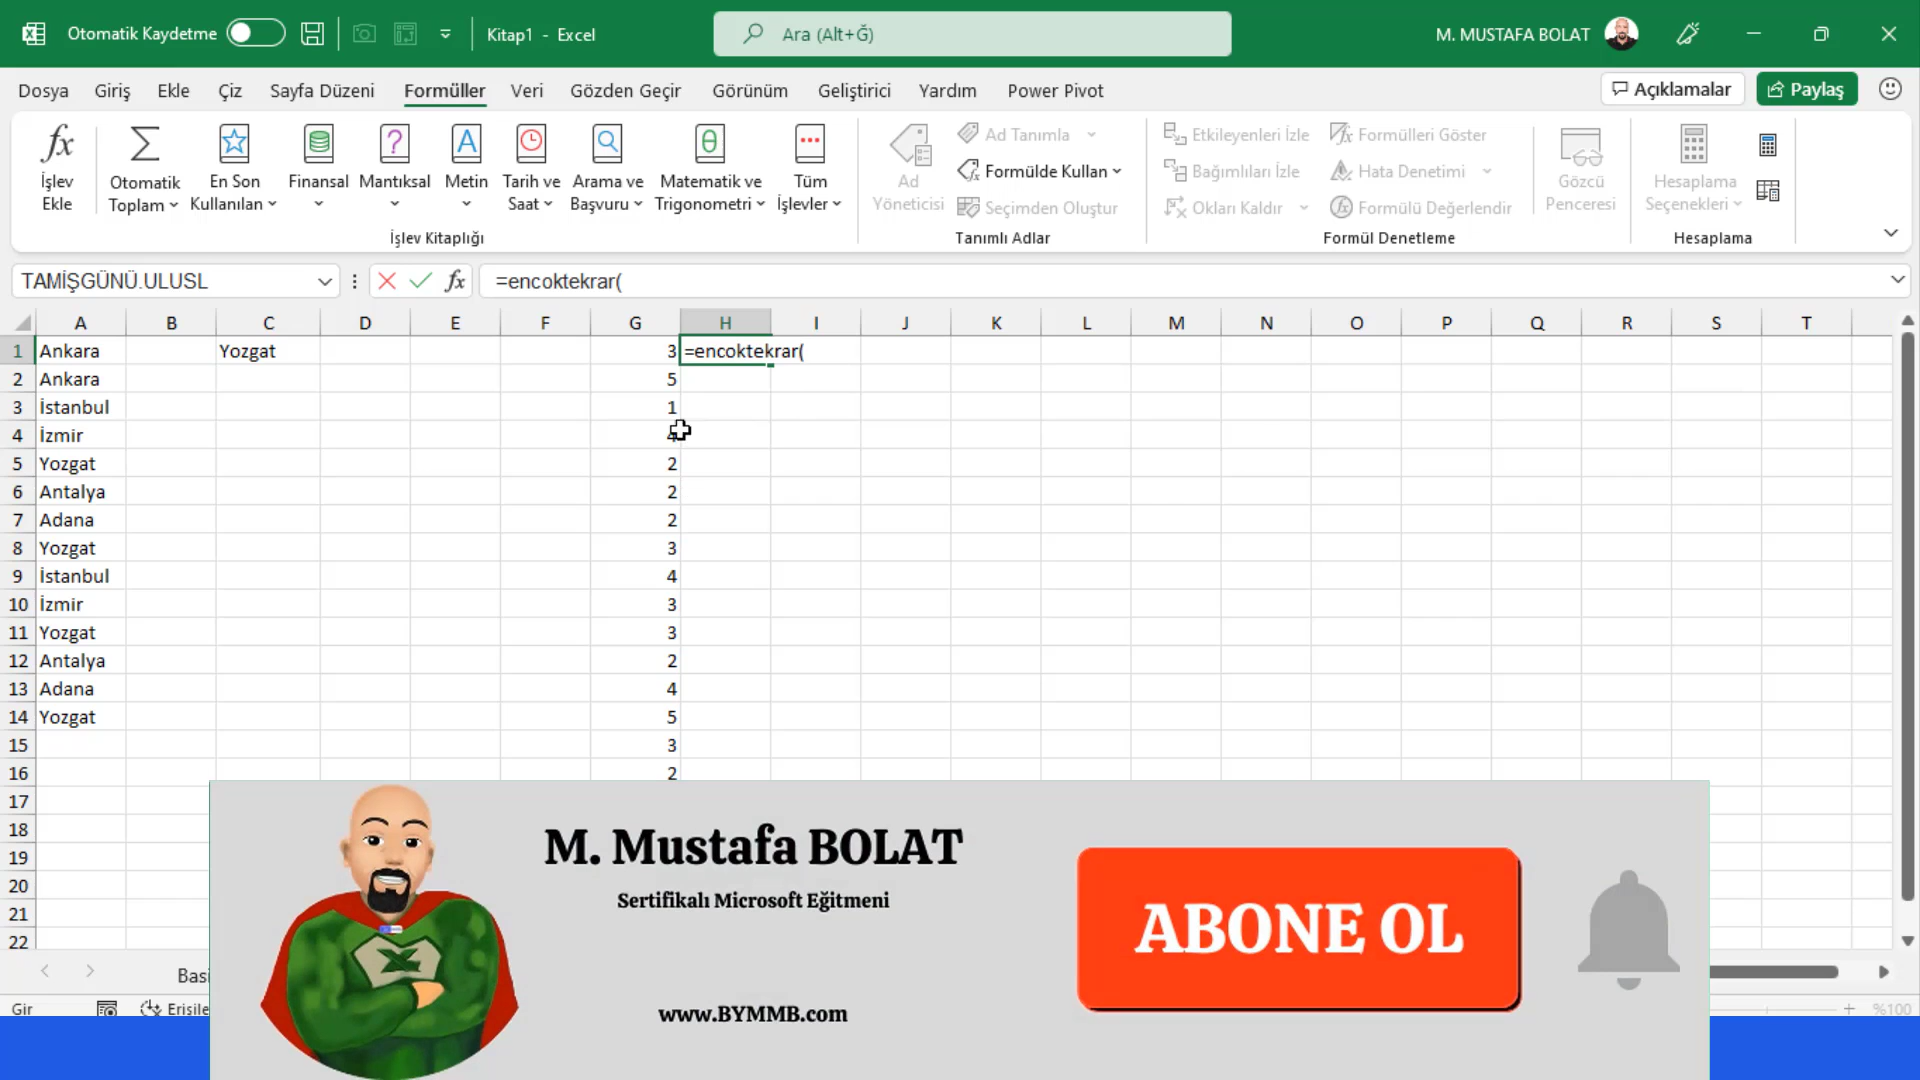 Otomatik Kaydetme
Kitap1 - Excel
Ara (Alt+Ğ)
M. MUSTAFA BOLAT
Dosya Giriş Ekle Çiz Sayfa Düzeni Formüller Veri Gözden Geçir Görünüm Geliştirici Yardım Power Pivot
Açıklamalar
Paylaş
İşlev Ekle
Otomatik Toplam
En Son Kullanılan
Finansal
Mantıksal
Metin
Tarih ve Saat
Arama ve Başvuru
Matematik ve Trigonometri
Tüm İşlevler
İşlev Kitaplığı
Ad Yöneticisi
Ad Tanımla
Formülde Kullan
Seçimden Oluştur
Tanımlı Adlar
Etkileyenleri İzle
Bağımlıları İzle
Okları Kaldır
Formülleri Göster
Hata Denetimi
Formülü Değerlendir
Formül Denetleme
Gözcü Penceresi
Hesaplama Seçenekleri
Hesaplama
TAMİŞGÜNÜ.ULUSL
fx
=encoktekrar(
A B C D E F G H I J K L M N O P Q R S T
1 Ankara Yozgat 3 =encoktekrar(
2 Ankara 5
3 İstanbul 1
4 İzmir
5 Yozgat 2
6 Antalya 2
7 Adana 2
8 Yozgat 3
9 İstanbul 4
10 İzmir 3
11 Yozgat 3
12 Antalya 2
13 Adana 4
14 Yozgat 5
15 3
16 2
17
18
19
20
21
22
Basi
Gir
Erişile
%100
M. Mustafa BOLAT
Sertifikalı Microsoft Eğitmeni
www.BYMMB.com
ABONE OL